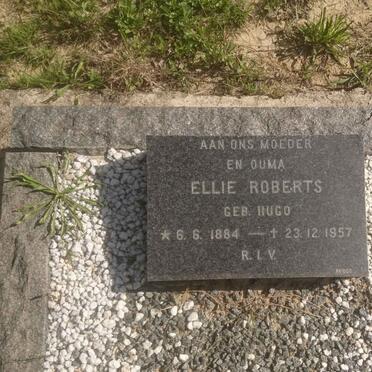 AAN ONS MOEDER
EN OUMA
ELLIE ROBERTS
GEB. HUGO
★ 6.6.1884 — † 23.12.1957
R.I.V.